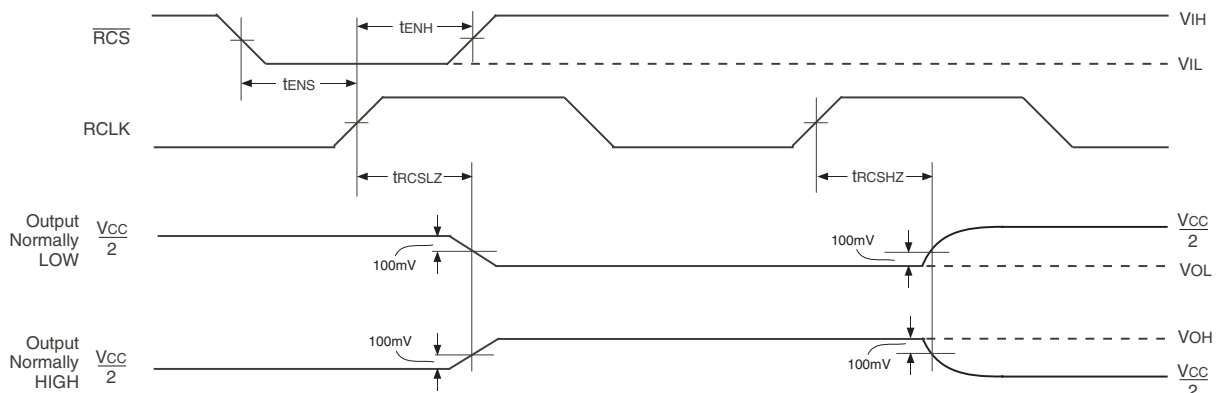 RCS
tENH
VIH
VIL
tENS
RCLK
tRCSLZ
tRCSHZ
Output
Normally
LOW
VCC
2
100mV
100mV
VCC
2
VOL
Output
Normally
HIGH
VCC
2
100mV
100mV
VOH
VCC
2